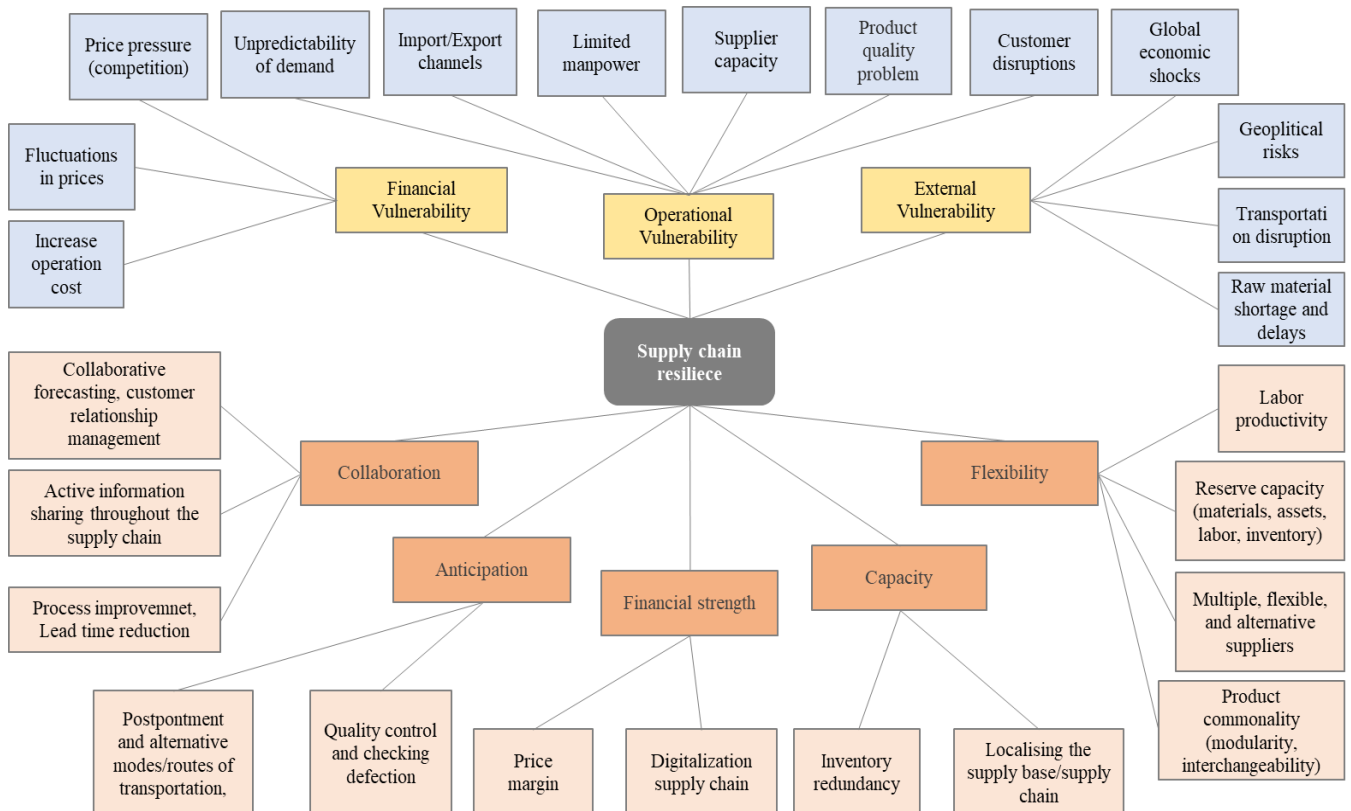 Price pressure
(competition)
Unpredictability
of demand
Import/Export
channels
Limited
manpower
Supplier
capacity
Product
quality
problem
Customer
disruptions
Global
economic
shocks
Fluctuations
in prices
Financial
Vulnerability
Operational
Vulnerability
External
Vulnerability
Geoplitical
risks
Increase
operation
cost
Transportati
on disruption
Raw material
shortage and
delays
Supply chain
resiliece
Collaborative
forecasting, customer
relationship
management
Collaboration
Flexibility
Labor
productivity
Active information
sharing throughout the
supply chain
Reserve capacity
(materials, assets,
labor, inventory)
Anticipation
Financial strength
Capacity
Process improvemnet,
Lead time reduction
Multiple, flexible,
and alternative
suppliers
Postpontment
and alternative
modes/routes of
transportation,
Quality control
and checking
defection
Price
margin
Digitalization
supply chain
Inventory
redundancy
Localising the
supply base/supply
chain
Product
commonality
(modularity,
interchangeability)